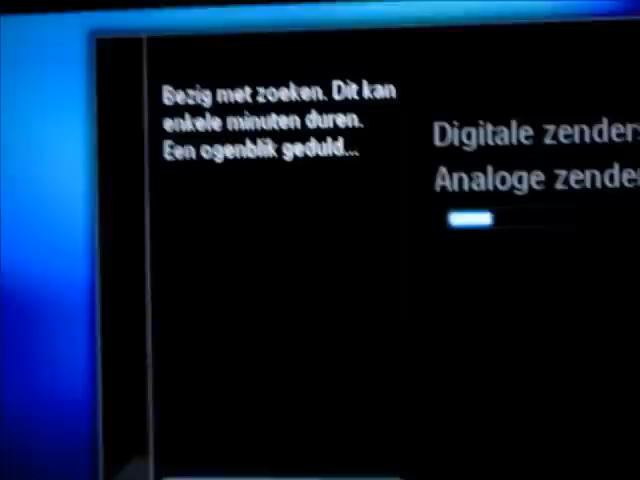 Bezig met zoeken. Dit kan
enkele minuten duren.
Een ogenblik geduld...
Digitale zenders
Analoge zender